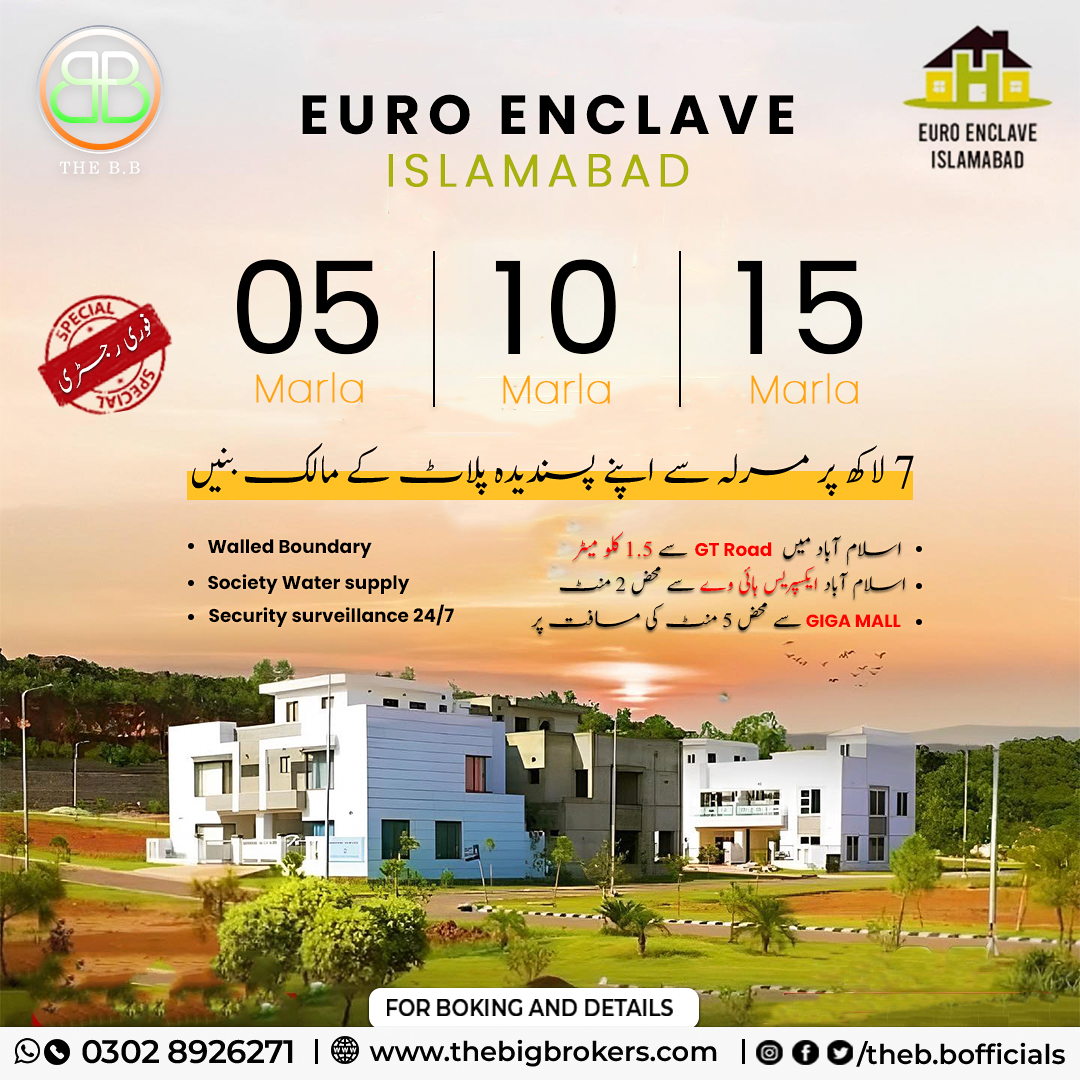 THE B.B
EURO ENCLAVE
ISLAMABAD
EURO ENCLAVE
ISLAMABAD
05
Marla
10
Marla
15
Marla
SPECIAL
فوری رجسٹری
SPECIAL
7 لاکھ پر مرلہ سے اپنے پسندیدہ پلاٹ کے مالک بنیں
• Walled Boundary
• Society Water supply
• Security surveillance 24/7
• اسلام آباد میں GT Road سے 1.5 کلو میٹر
• اسلام آباد ایکسپریس ہائی وے سے محض 2 منٹ
• GIGA MALL سے محض 5 منٹ کی مسافت پر
FOR BOKING AND DETAILS
0302 8926271 | www.thebigbrokers.com | /theb.bofficials